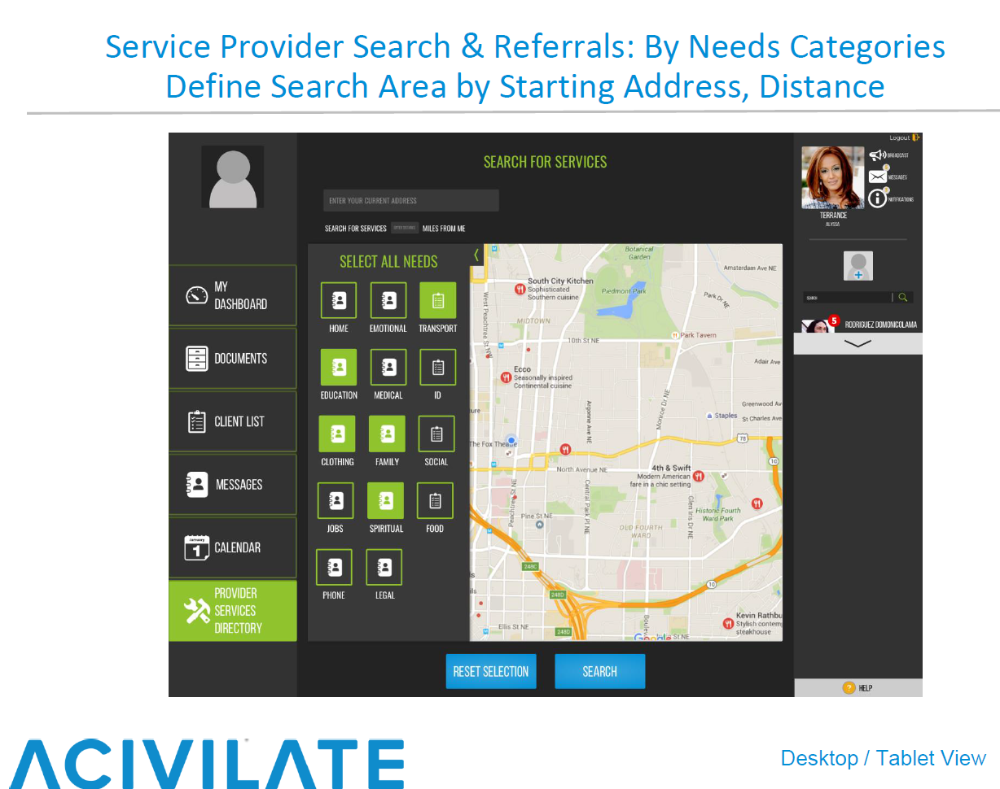 Service Provider Search & Referrals: By Needs Categories
Define Search Area by Starting Address, Distance
Logout
SEARCH FOR SERVICES
BROADCAST
MESSAGES
NOTIFICATIONS
TERRANCE
ALYSSA
ENTER YOUR CURRENT ADDRESS
SEARCH FOR SERVICES
MILES FROM ME
MY
DASHBOARD
DOCUMENTS
CLIENT LIST
MESSAGES
January
1
CALENDAR
PROVIDER
SERVICES
DIRECTORY
SELECT ALL NEEDS
HOME
EMOTIONAL
TRANSPORT
EDUCATION
MEDICAL
ID
CLOTHING
FAMILY
SOCIAL
JOBS
SPIRITUAL
FOOD
PHONE
LEGAL
Botanical
Garden
Amsterdam Ave NE
South City Kitchen
Sophisticated
Southern cuisine
Piedmont Park
Park Dr NE
West Peachtree St NW
MIDTOWN
10th St NE
Park Tavern
Adair Ave
Ecco
Seasonally inspired
Continental cuisine
Argonne Ave NE
Monroe Dr NE
Greenwood Av
Staples
St Charles Ave
ure
The Fox Theatre
78
10
North Avenue NE
4th & Swift
Modern American
fare in a chic setting
Peachtree St NE
Central Park Pl NE
Glen Iris Dr NE
Historic Fourth
Ward Park
Pine St NE
OLD FOURTH
WARD
248C
248D
10
Kevin Rathbu
Stylish contemp
steakhouse
Ellis St NE
248D
Google
St NE
SEARCH
5
RODRIGUEZ DOMONICOLAMA
RESET SELECTION
SEARCH
?
HELP
ACIVILATE
Desktop / Tablet View